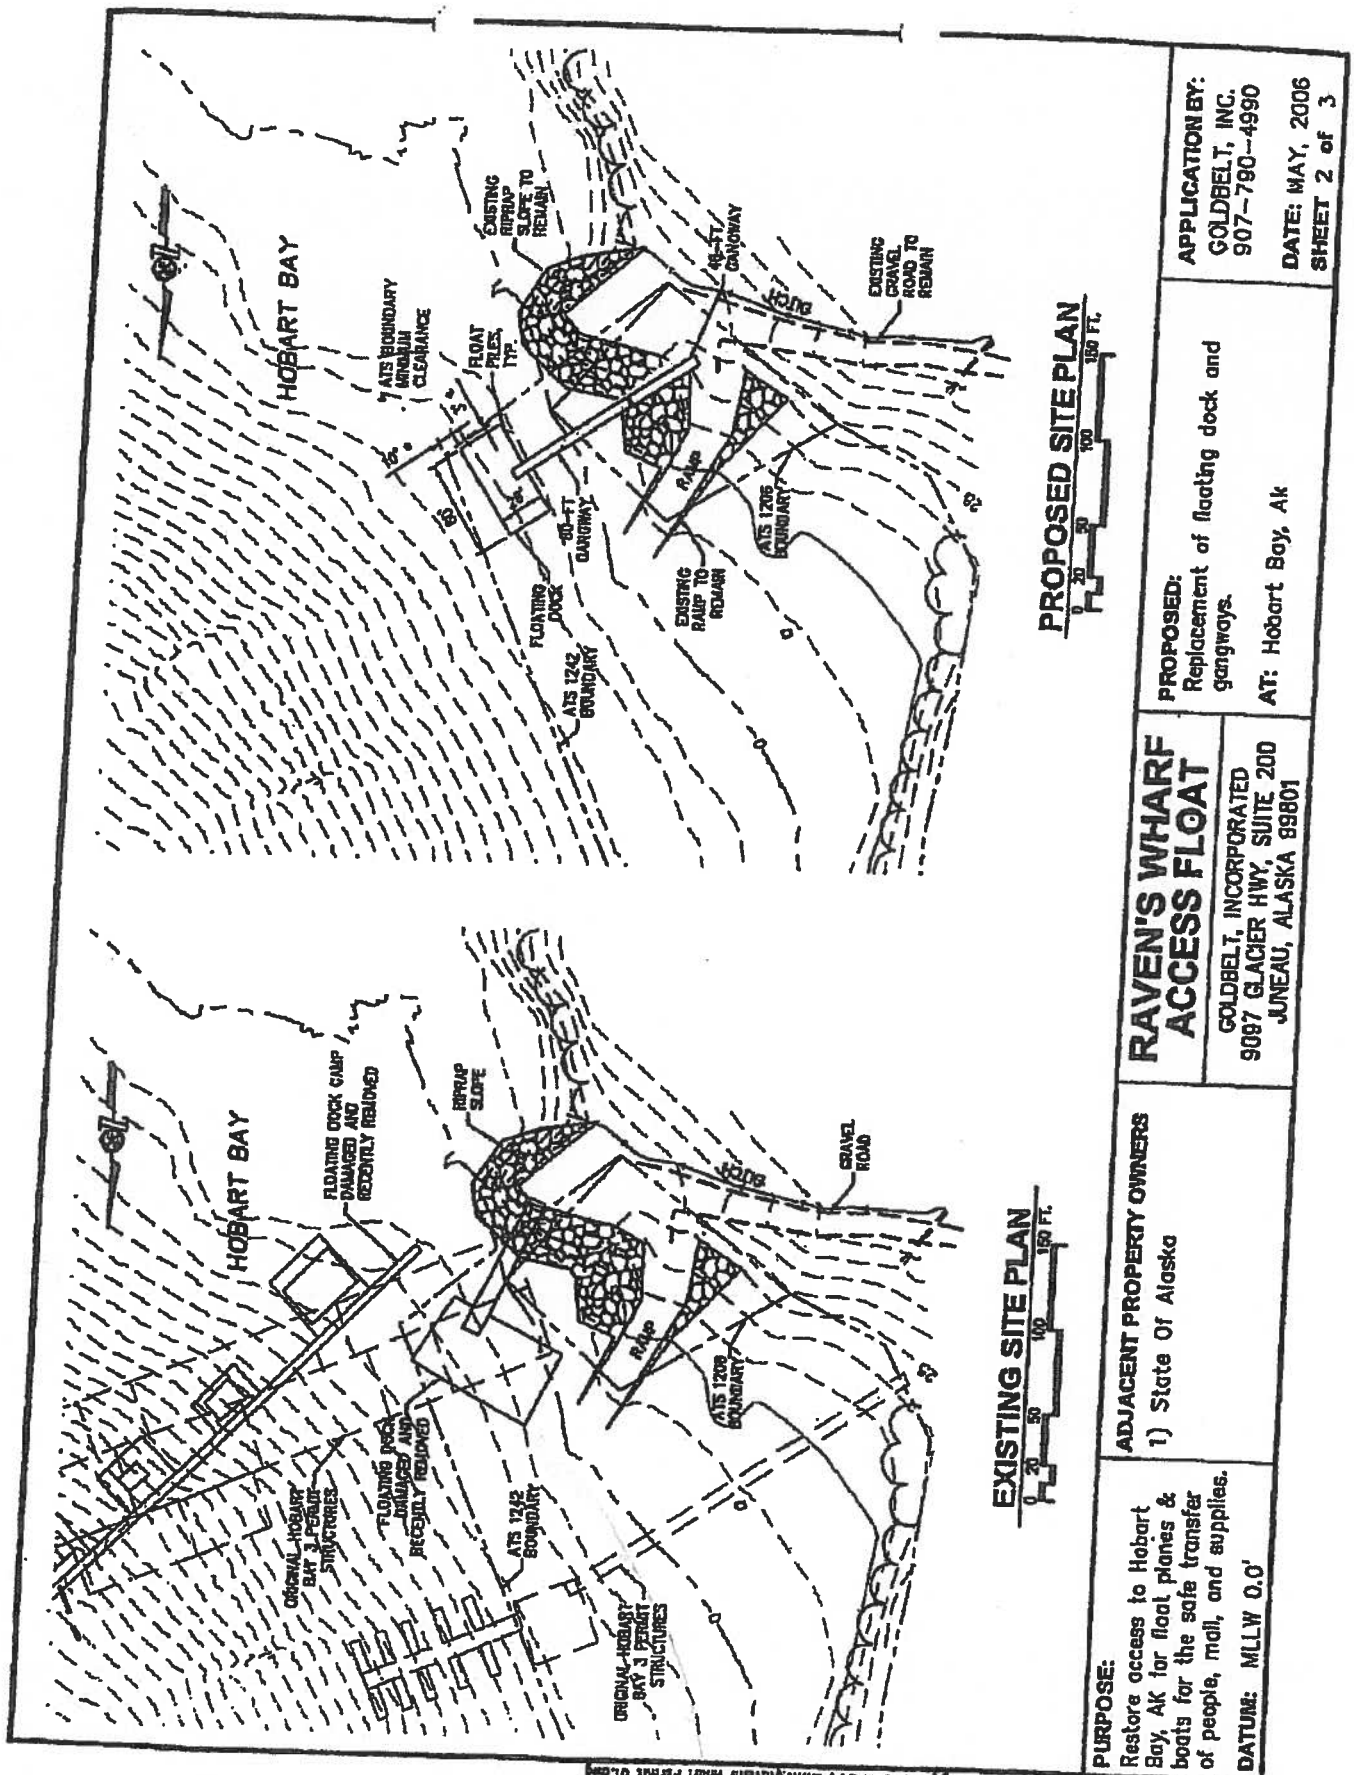 EXISTING SITE PLAN
0 20 50 100 150 FT.
HOBART BAY
FLOATING DOCK CAMP
DAMAGED AND
RECENTLY REMOVED
RIPRAP
SLOPE
DITCH
GRAVEL
ROAD
RAMP
ATS 1206
BOUNDARY
ORIGINAL HOBART
BAY 3 PERMIT
STRUCTURES
FLOATING DOCK
DAMAGED AND
RECENTLY REMOVED
ATS 1242
BOUNDARY
ORIGINAL HOBART
BAY 3 PERMIT
STRUCTURES
0
0
PROPOSED SITE PLAN
0 20 50 100 150 FT.
HOBART BAY
ATS BOUNDARY
MINIMUM
CLEARANCE
FLOAT
PILES,
TYP.
EXISTING
RIPRAP
SLOPE TO
REMAIN
GANGWAY
DITCH
EXISTING
GRAVEL
ROAD TO
REMAIN
RAMP
80-FT
GANGWAY
FLOATING
DOCK
EXISTING
RAMP TO
REMAIN
ATS 1206
BOUNDARY
ATS 1242
BOUNDARY
0
0
PURPOSE:
Restore access to Hobart
Bay, AK for float planes &
boats for the safe transfer
of people, mail, and supplies.
DATUM: MLLW 0.0'
ADJACENT PROPERTY OWNERS
1) State Of Alaska
RAVEN'S WHARF
ACCESS FLOAT
GOLDBELT, INCORPORATED
9097 GLACIER HWY, SUITE 200
JUNEAU, ALASKA 99801
PROPOSED:
Replacement of floating dock and
gangways.
AT: Hobart Bay, Ak
APPLICATION BY:
GOLDBELT, INC.
907-790-4990
DATE: MAY, 2006
SHEET 2 of 3